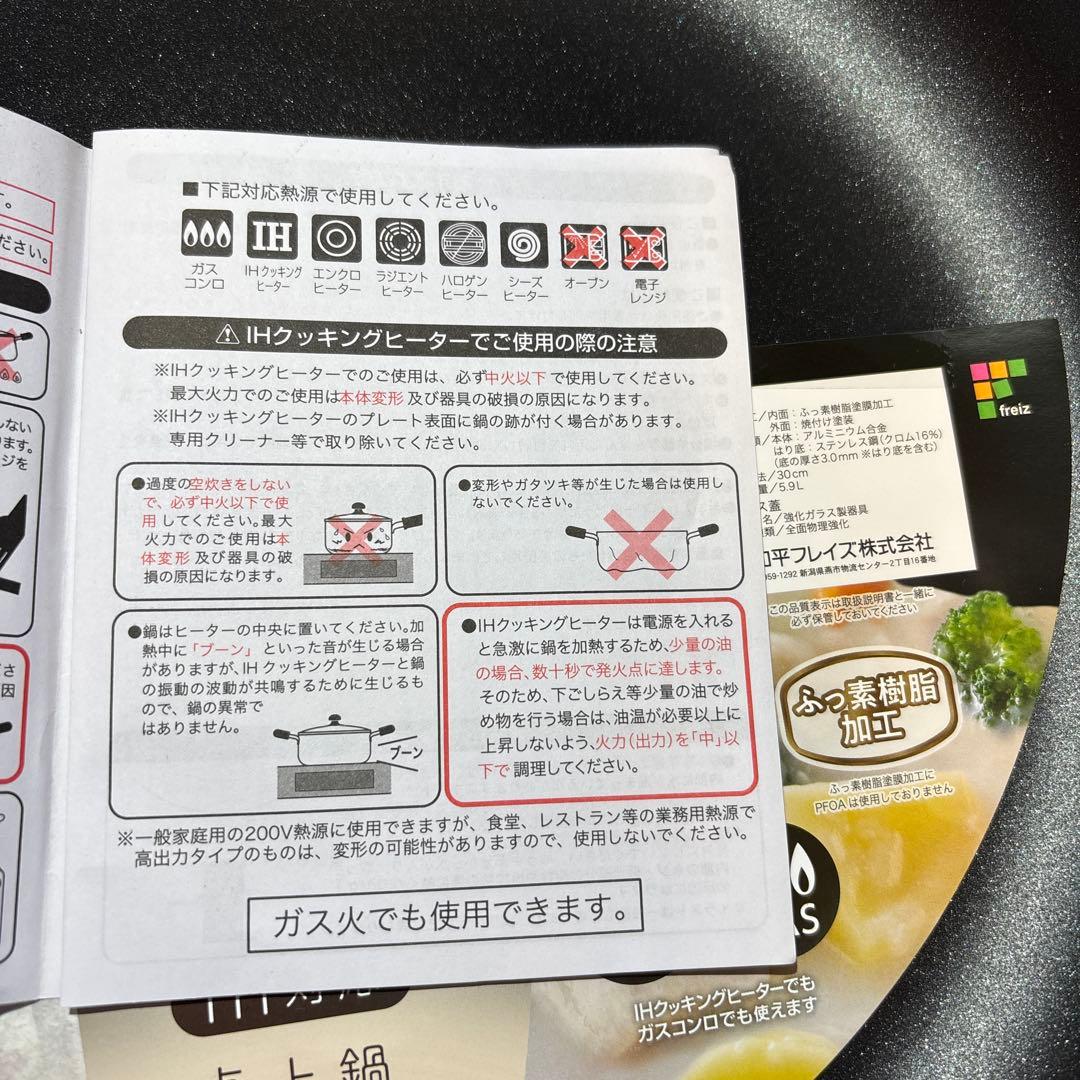 。
ださい。
■下記対応熱源で使用してください。
ガス
コンロ
IHクッキング
ヒーター
エンクロ
ヒーター
ラジエント
ヒーター
ハロゲン
ヒーター
シーズ
ヒーター
オーブン
電子
レンジ
IH
⚠ IHクッキングヒーターでご使用の際の注意
※IHクッキングヒーターでのご使用は、必ず中火以下で使用してください。
最大火力でのご使用は本体変形及び器具の破損の原因になります。
※IHクッキングヒーターのプレート表面に鍋の跡が付く場合があります。
専用クリーナー等で取り除いてください。
●過度の空炊きをしない
で、必ず中火以下で使
用してください。最大
火力でのご使用は本
体変形及び器具の破
損の原因になります。
●変形やガタツキ等が生じた場合は使用し
ないでください。
●鍋はヒーターの中央に置いてください。加
熱中に「ブーン」といった音が生じる場合
がありますが、IHクッキングヒーターと鍋
の振動の波動が共鳴するために生じるも
ので、鍋の異常で
はありません。
ブーン
●IHクッキングヒーターは電源を入れる
と急激に鍋を加熱するため、少量の油
の場合、数十秒で発火点に達します。
そのため、下ごしらえ等少量の油で炒
め物を行う場合は、油温が必要以上に
上昇しないよう、火力(出力)を「中」以
下で調理してください。
※一般家庭用の200V熱源に使用できますが、食堂、レストラン等の業務用熱源で
高出力タイプのものは、変形の可能性がありますので、使用しないでください。
ガス火でも使用できます。
freiz
/内面:ふっ素樹脂塗膜加工
外面:焼付け塗装
/本体:アルミニウム合金
はり底:ステンレス鋼(クロム16%)
(底の厚さ3.0mm ※はり底を含む)
/30cm
/5.9L
ス蓋
名/強化ガラス製器具
類/全面物理強化
平フレイズ株式会社
959-1292 新潟県燕市物流センター2丁目16番地
この品質表示は取扱説明書と一緒に
必ず保管しておいてください
ふっ素樹脂
加工
ふっ素樹脂塗膜加工に
PFOAは使用しておりません
AS
IHクッキングヒーターでも
ガスコンロでも使えます
卓上鍋